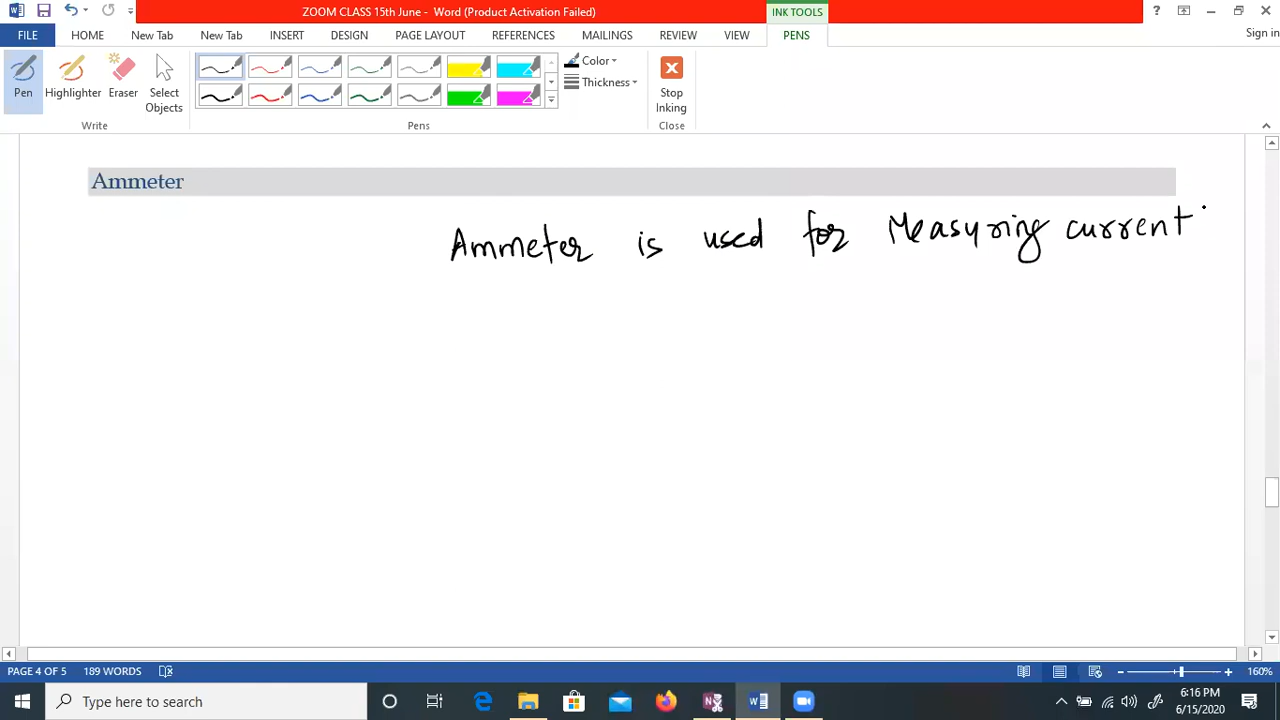 ZOOM CLASS 15th June - Word (Product Activation Failed)
INK TOOLS
?
FILE HOME New Tab New Tab INSERT DESIGN PAGE LAYOUT REFERENCES MAILINGS REVIEW VIEW PENS Sign in
Pen Highlighter Eraser Select Objects
Color
Thickness
Stop Inking
Write Pens Close
Ammeter
Ammeter is used for Measuring current
PAGE 4 OF 5 189 WORDS 160%
Type here to search
6:16 PM
6/15/2020